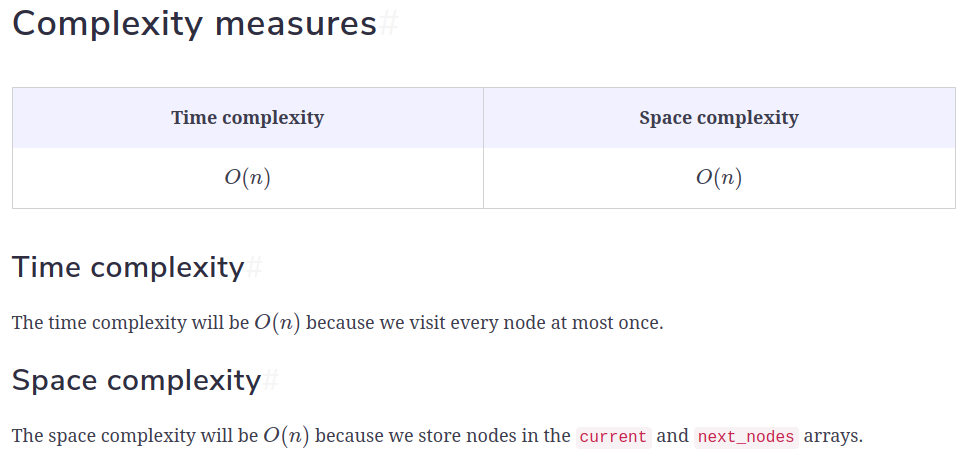 Complexity measures#
Time complexity Space complexity
O(n) O(n)
Time complexity#
The time complexity will be O(n) because we visit every node at most once.
Space complexity#
The space complexity will be O(n) because we store nodes in the current and next_nodes arrays.